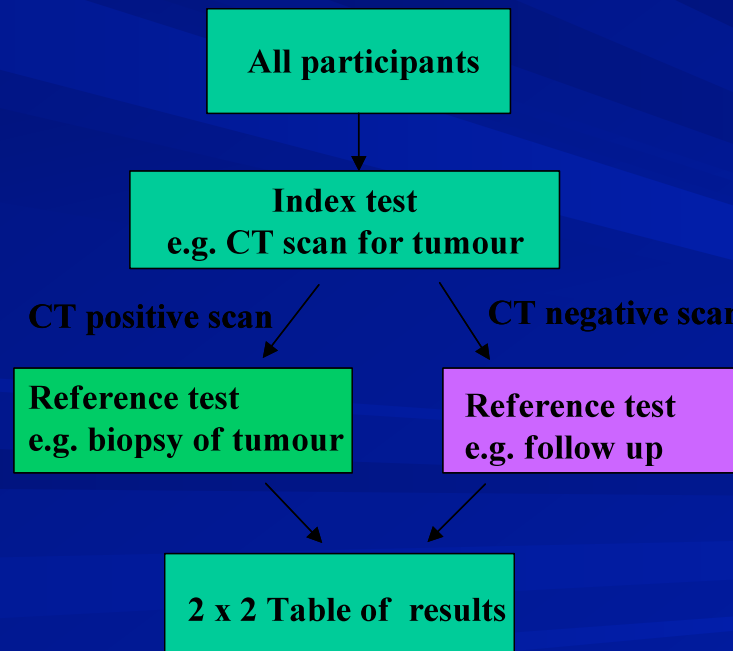 All participants
Index test
e.g. CT scan for tumour
CT positive scan
CT negative scan
Reference test
e.g. biopsy of tumour
Reference test
e.g. follow up
2 x 2 Table of results